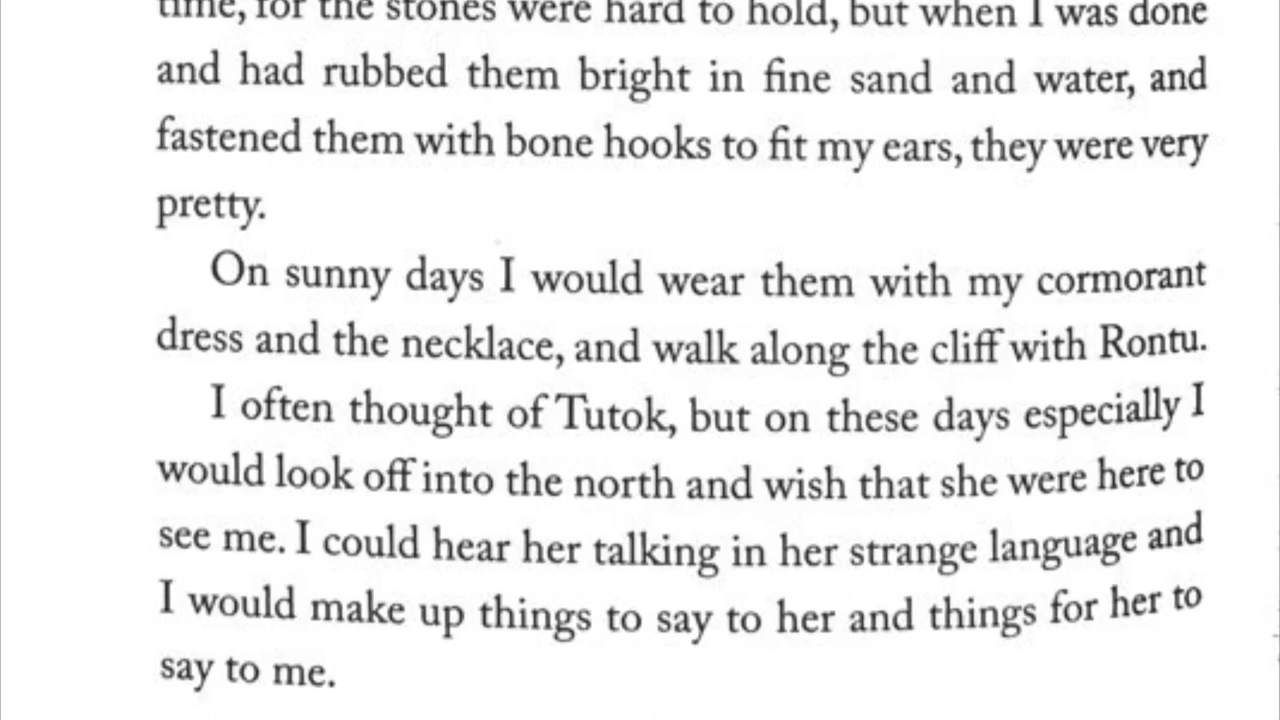 time, for the stones were hard to hold, but when I was done
and had rubbed them bright in fine sand and water, and
fastened them with bone hooks to fit my ears, they were very
pretty.
On sunny days I would wear them with my cormorant
dress and the necklace, and walk along the cliff with Rontu.
I often thought of Tutok, but on these days especially I
would look off into the north and wish that she were here to
see me. I could hear her talking in her strange language and
I would make up things to say to her and things for her to
say to me.